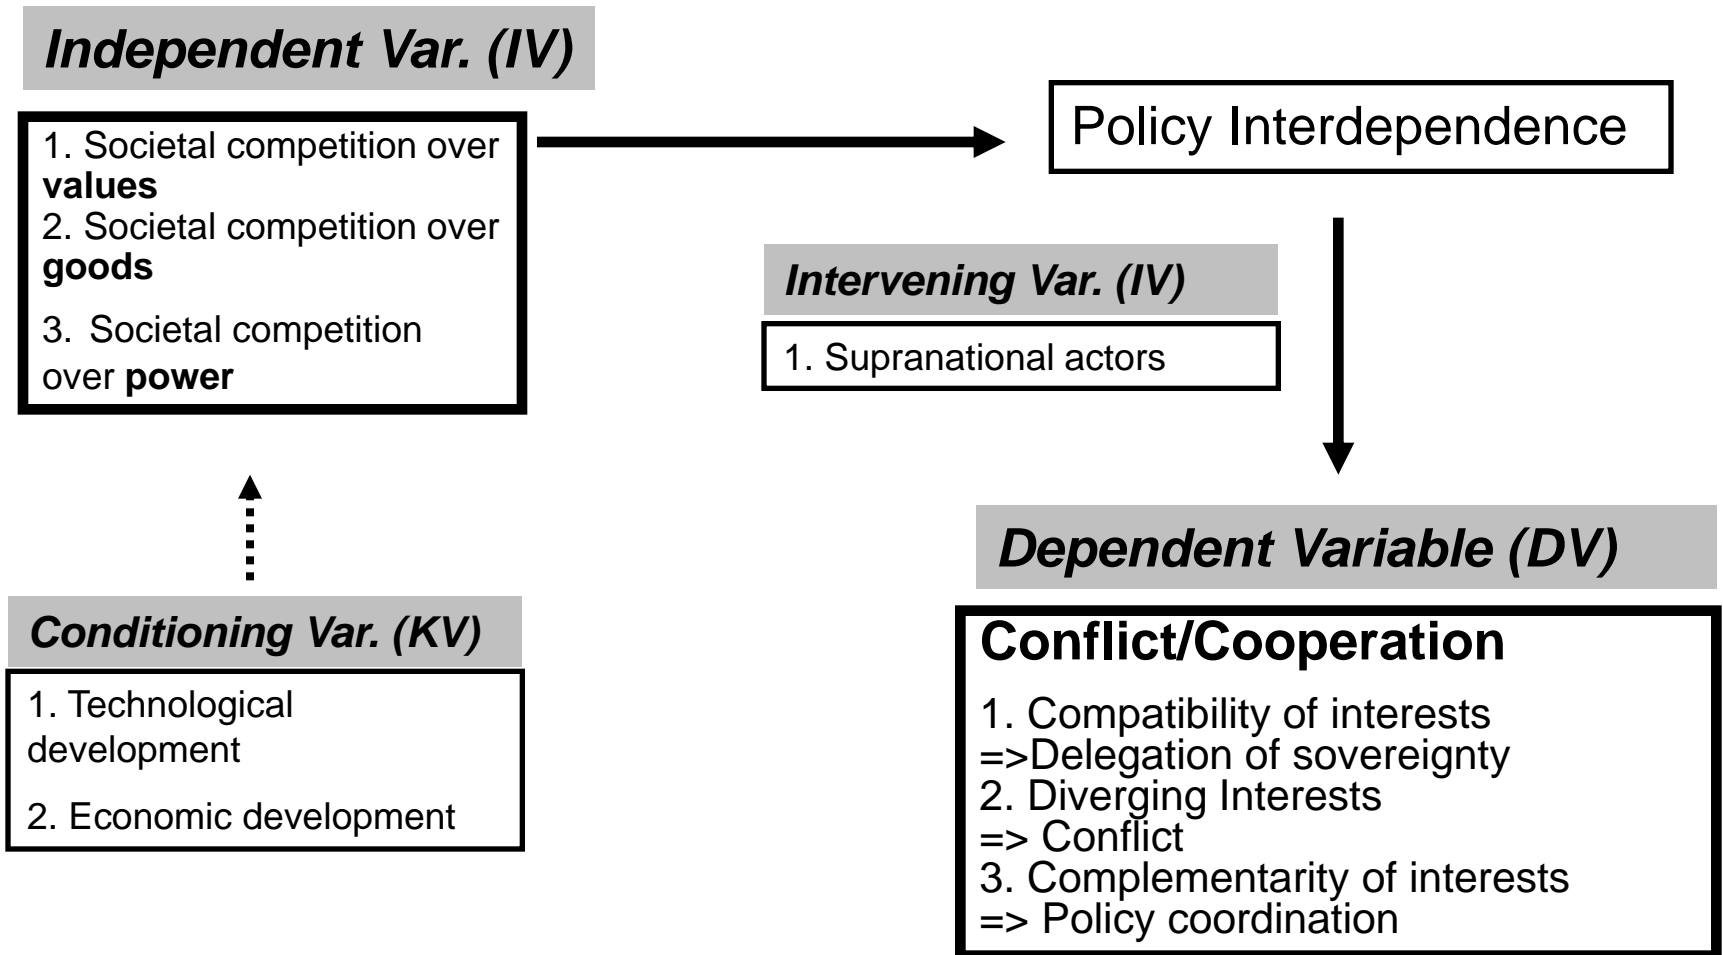 Independent Var. (IV)
1. Societal competition over
values
2. Societal competition over
goods
3. Societal competition
over power
Policy Interdependence
Intervening Var. (IV)
1. Supranational actors
Conditioning Var. (KV)
1. Technological
development
2. Economic development
Dependent Variable (DV)
Conflict/Cooperation
1. Compatibility of interests
=>Delegation of sovereignty
2. Diverging Interests
=> Conflict
3. Complementarity of interests
=> Policy coordination